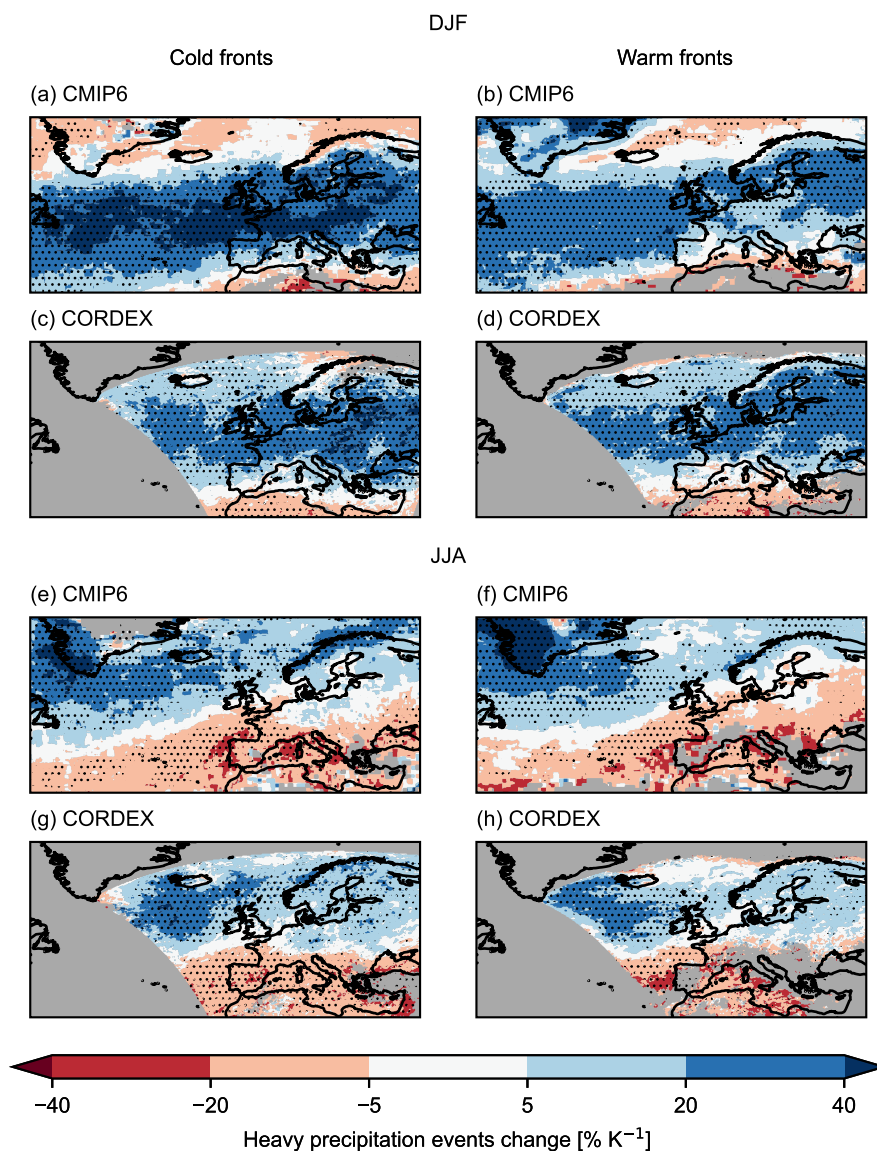 DJF
Cold fronts
Warm fronts
(a) CMIP6
(b) CMIP6
(c) CORDEX
(d) CORDEX
JJA
(e) CMIP6
(f) CMIP6
(g) CORDEX
(h) CORDEX
−40 −20 −5 5 20 40
Heavy precipitation events change [% K⁻¹]